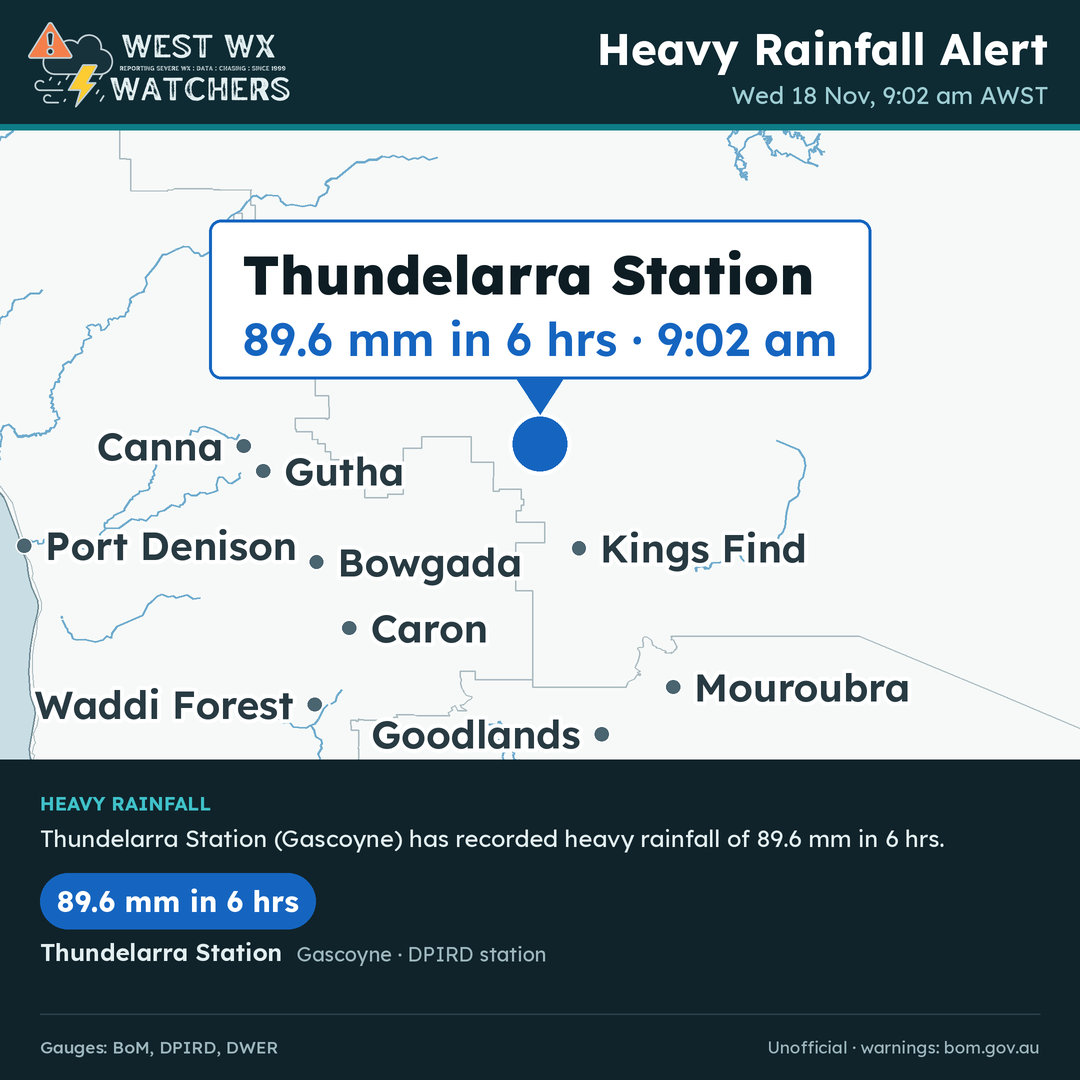 WEST WX
REPORTING SEVERE WX : DATA : CHASING : SINCE 1999
WATCHERS
Heavy Rainfall Alert
Wed 18 Nov, 9:02 am AWST
Thundelarra Station
89.6 mm in 6 hrs · 9:02 am
Canna
Gutha
Port Denison
Bowgada
Kings Find
Caron
Mouroubra
Waddi Forest
Goodlands
HEAVY RAINFALL
Thundelarra Station (Gascoyne) has recorded heavy rainfall of 89.6 mm in 6 hrs.
89.6 mm in 6 hrs
Thundelarra Station Gascoyne · DPIRD station
Gauges: BoM, DPIRD, DWER
Unofficial · warnings: bom.gov.au